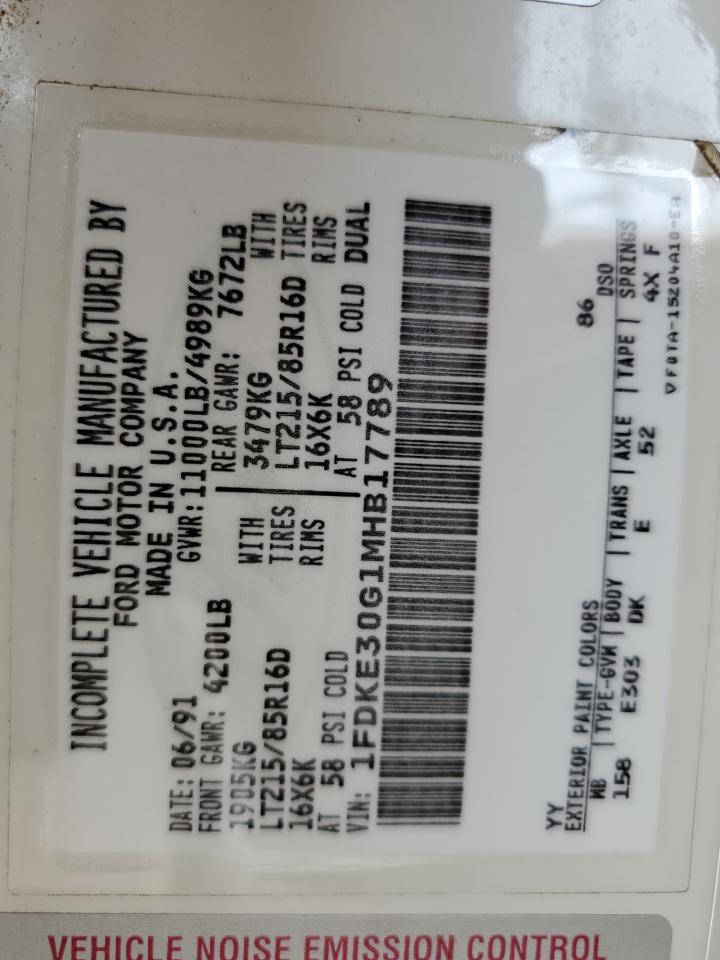 INCOMPLETE VEHICLE MANUFACTURED BY
FORD MOTOR COMPANY
MADE IN U.S.A.
DATE: 06/91 GVWR:11000LB/4989KG
FRONT GAWR: 4200LB REAR GAWR: 7672LB
1905KG WITH 3479KG WITH
LT215/85R16D TIRES LT215/85R16D TIRES
16X6K RIMS 16X6K RIMS
AT 58 PSI COLD AT 58 PSI COLD DUAL
VIN: 1FDKE30G1MHB17789
YY 86
EXTERIOR PAINT COLORS DSO
WB TYPE-GVW BODY TRANS AXLE TAPE SPRINGS
158 E303 DK E 52 4X F
VF0TA-15204A10-EA
VEHICLE NOISE EMISSION CONTROL